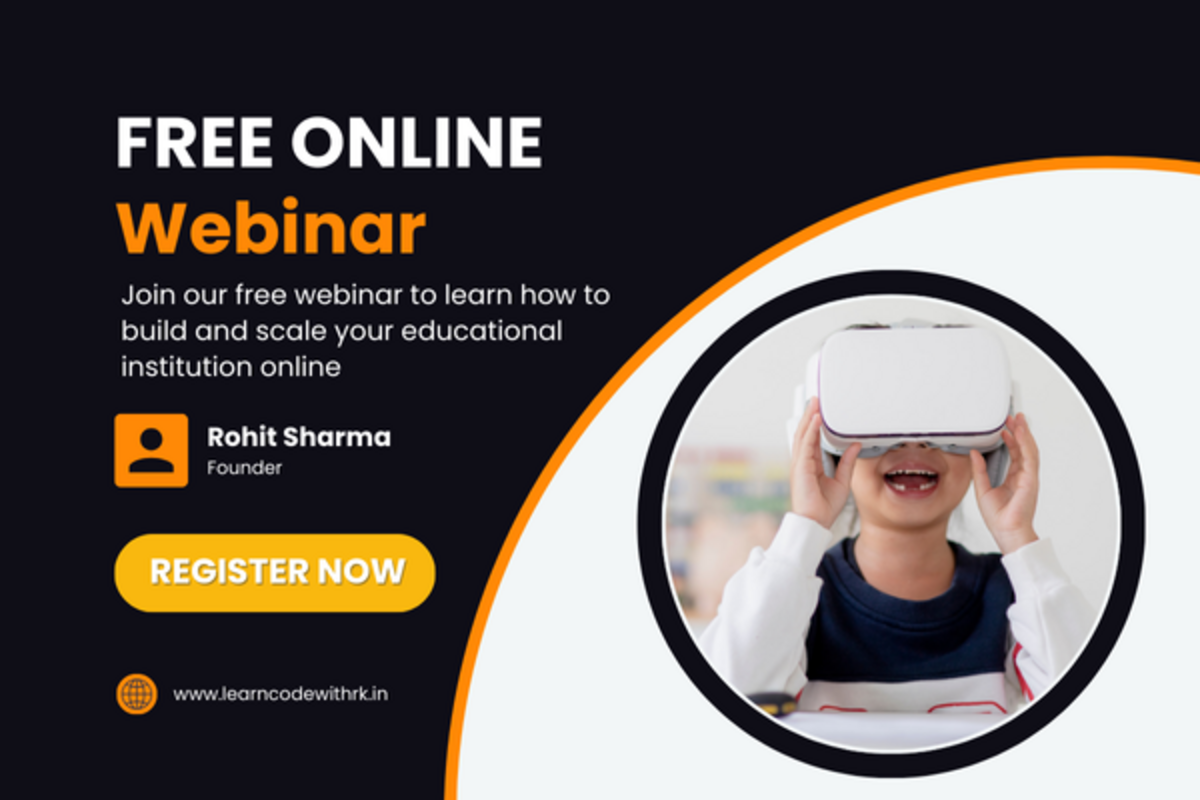 FREE ONLINE
Webinar
Join our free webinar to learn how to
build and scale your educational
institution online
Rohit Sharma
Founder
REGISTER NOW
www.learncodewithrk.in